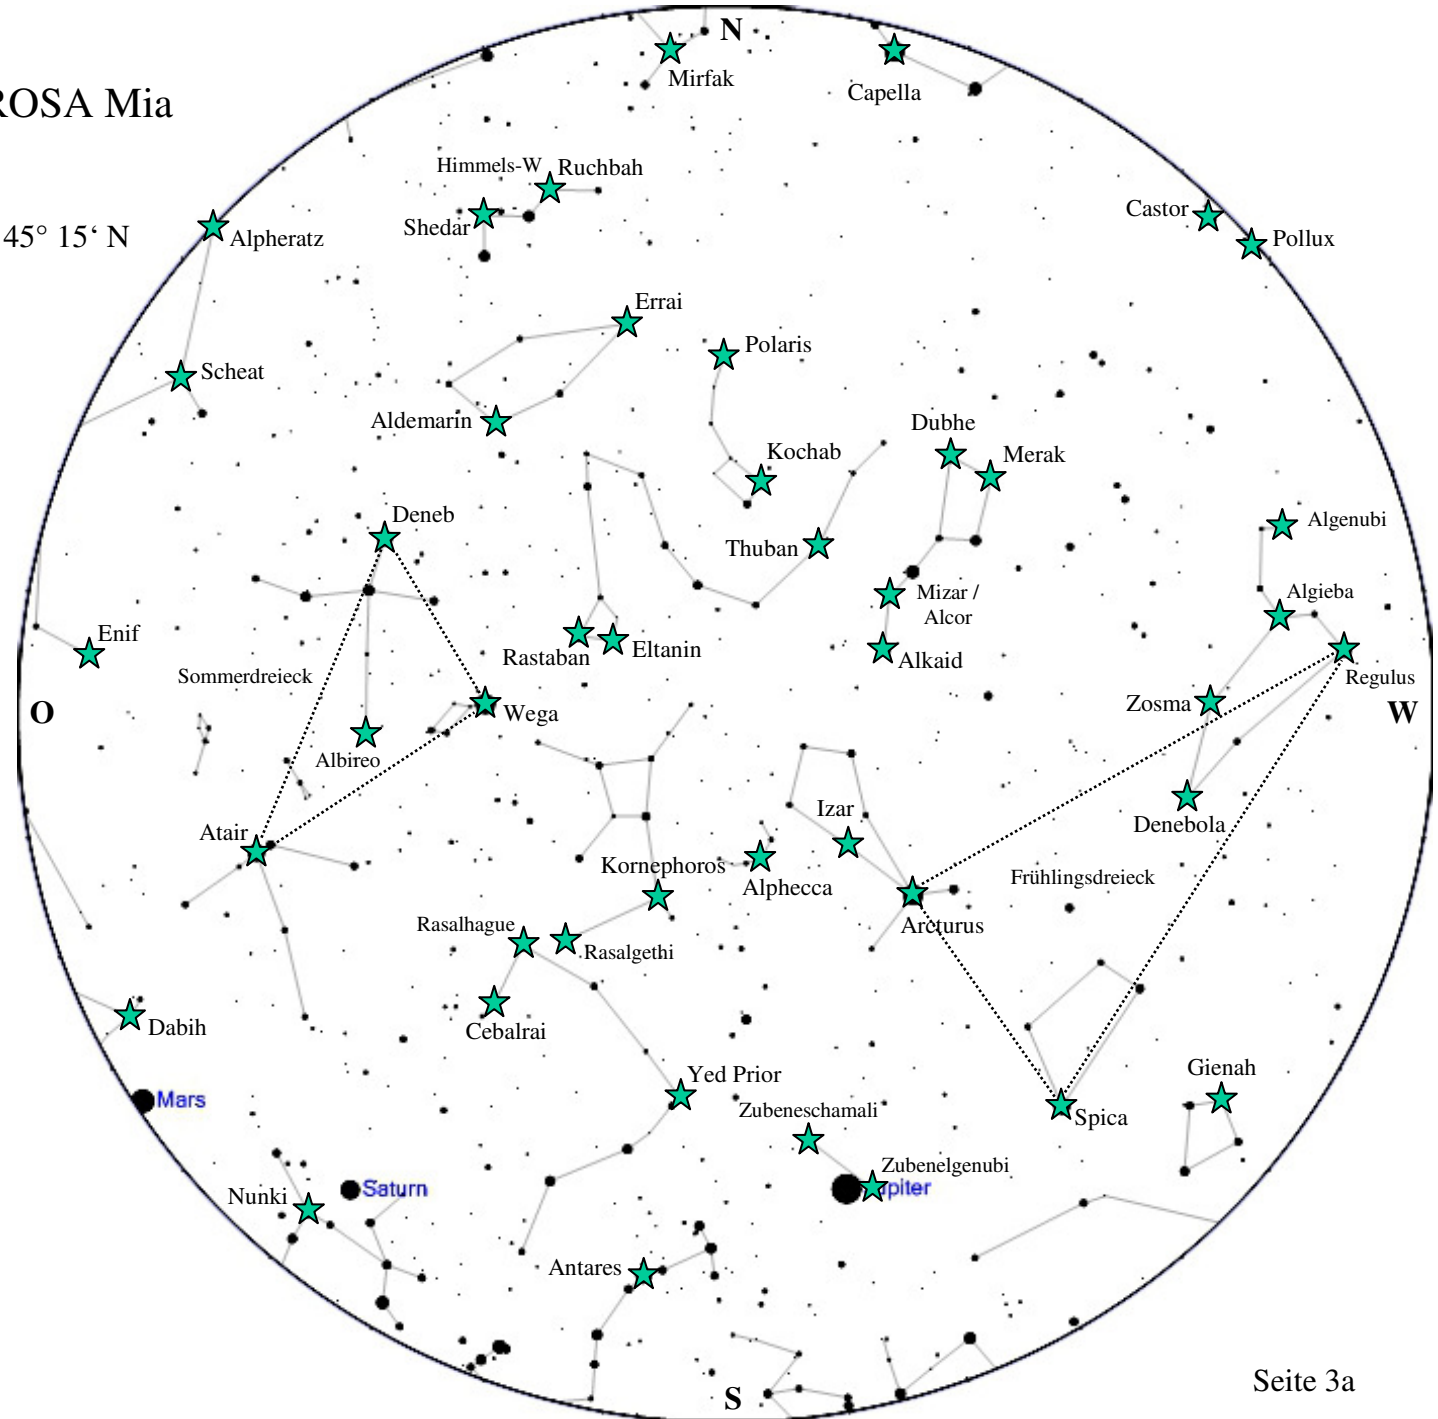 N
Mirfak
Capella
ROSA Mia
Himmels-W
Ruchbah
Shedar
Castor
45° 15‘ N
Alpheratz
Pollux
Errai
Polaris
Scheat
Aldemarin
Dubhe
Kochab
Merak
Deneb
Algenubi
Thuban
Mizar /
Alcor
Algieba
Enif
Rastaban
Eltanin
Alkaid
Sommerdreieck
Regulus
O
Wega
Zosma
W
Albireo
Izar
Atair
Denebola
Kornephoros
Alphecca
Frühlingsdreieck
Rasalhague
Arcturus
Rasalgethi
Dabih
Cebalrai
Gienah
Yed Prior
Mars
Zubeneschamali
Spica
Zubenelgenubi
Nunki
Saturn
upiter
Antares
Seite 3a
S